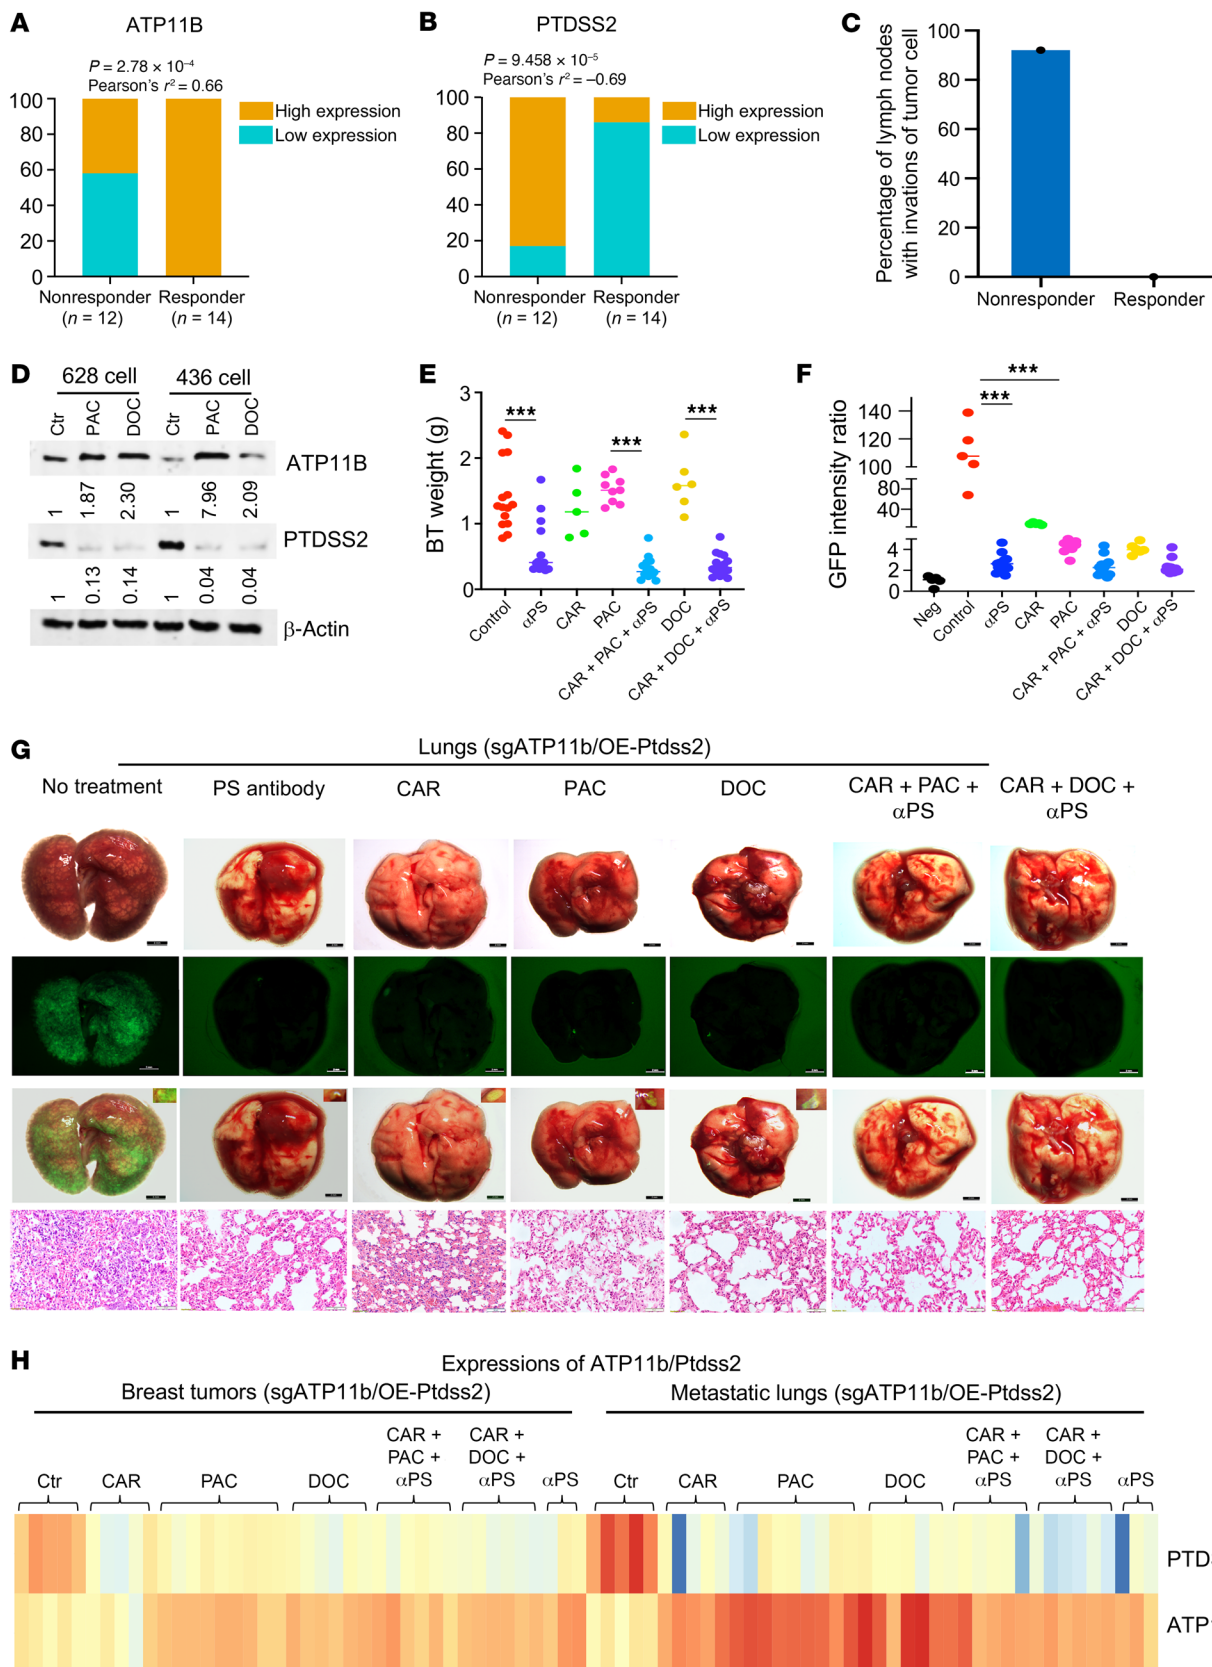 A
ATP11B
P = 2.78 × 10⁻⁴
Pearson's r² = 0.66
100
80
60
40
20
0
High expression
Low expression
Nonresponder
(n = 12)
Responder
(n = 14)
B
PTDSS2
P = 9.458 × 10⁻⁵
Pearson's r² = –0.69
100
80
60
40
20
0
High expression
Low expression
Nonresponder
(n = 12)
Responder
(n = 14)
C
Percentage of lymph nodes
with invations of tumor cell
100
80
60
40
20
0
Nonresponder
Responder
D
628 cell
436 cell
Ctr
PAC
DOC
Ctr
PAC
DOC
ATP11B
1
1.87
2.30
1
7.96
2.09
PTDSS2
1
0.13
0.14
1
0.04
0.04
β-Actin
E
BT weight (g)
3
2
1
0
***
***
***
Control
αPS
CAR
PAC
CAR + PAC + αPS
DOC
CAR + DOC + αPS
F
GFP intensity ratio
140
120
100
80
40
4
2
0
***
***
Neg
Control
αPS
CAR
PAC
CAR + PAC + αPS
DOC
CAR + DOC + αPS
G
Lungs (sgATP11b/OE-Ptdss2)
No treatment
PS antibody
CAR
PAC
DOC
CAR + PAC +
αPS
CAR + DOC +
αPS
H
Expressions of ATP11b/Ptdss2
Breast tumors (sgATP11b/OE-Ptdss2)
Metastatic lungs (sgATP11b/OE-Ptdss2)
Ctr
CAR
PAC
DOC
CAR +
PAC +
αPS
CAR +
DOC +
αPS
αPS
Ctr
CAR
PAC
DOC
CAR +
PAC +
αPS
CAR +
DOC +
αPS
αPS
PTD
ATP